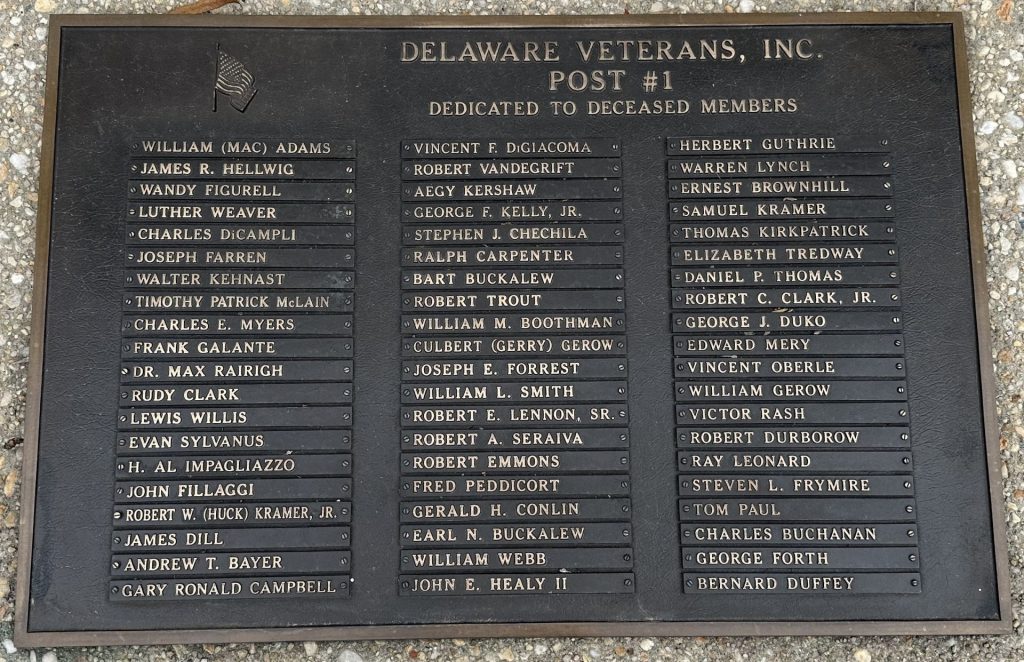 DELAWARE VETERANS, INC.
POST #1
DEDICATED TO DECEASED MEMBERS
WILLIAM (MAC) ADAMS
JAMES R. HELLWIG
WANDY FIGURELL
LUTHER WEAVER
CHARLES DiCAMPLI
JOSEPH FARREN
WALTER KEHNAST
TIMOTHY PATRICK McLAIN
CHARLES E. MYERS
FRANK GALANTE
DR. MAX RAIRIGH
RUDY CLARK
LEWIS WILLIS
EVAN SYLVANUS
H. AL IMPAGLIAZZO
JOHN FILLAGGI
ROBERT W. (HUCK) KRAMER, JR.
JAMES DILL
ANDREW T. BAYER
GARY RONALD CAMPBELL
VINCENT F. DiGIACOMA
ROBERT VANDEGRIFT
AEGY KERSHAW
GEORGE F. KELLY, JR.
STEPHEN J. CHECHILA
RALPH CARPENTER
BART BUCKALEW
ROBERT TROUT
WILLIAM M. BOOTHMAN
CULBERT (GERRY) GEROW
JOSEPH E. FORREST
WILLIAM L. SMITH
ROBERT E. LENNON, SR.
ROBERT A. SERAIVA
ROBERT EMMONS
FRED PEDDICORT
GERALD H. CONLIN
EARL N. BUCKALEW
WILLIAM WEBB
JOHN E. HEALY II
HERBERT GUTHRIE
WARREN LYNCH
ERNEST BROWNHILL
SAMUEL KRAMER
THOMAS KIRKPATRICK
ELIZABETH TREDWAY
DANIEL P. THOMAS
ROBERT C. CLARK, JR.
GEORGE J. DUKO
EDWARD MERY
VINCENT OBERLE
WILLIAM GEROW
VICTOR RASH
ROBERT DURBOROW
RAY LEONARD
STEVEN L. FRYMIRE
TOM PAUL
CHARLES BUCHANAN
GEORGE FORTH
BERNARD DUFFEY